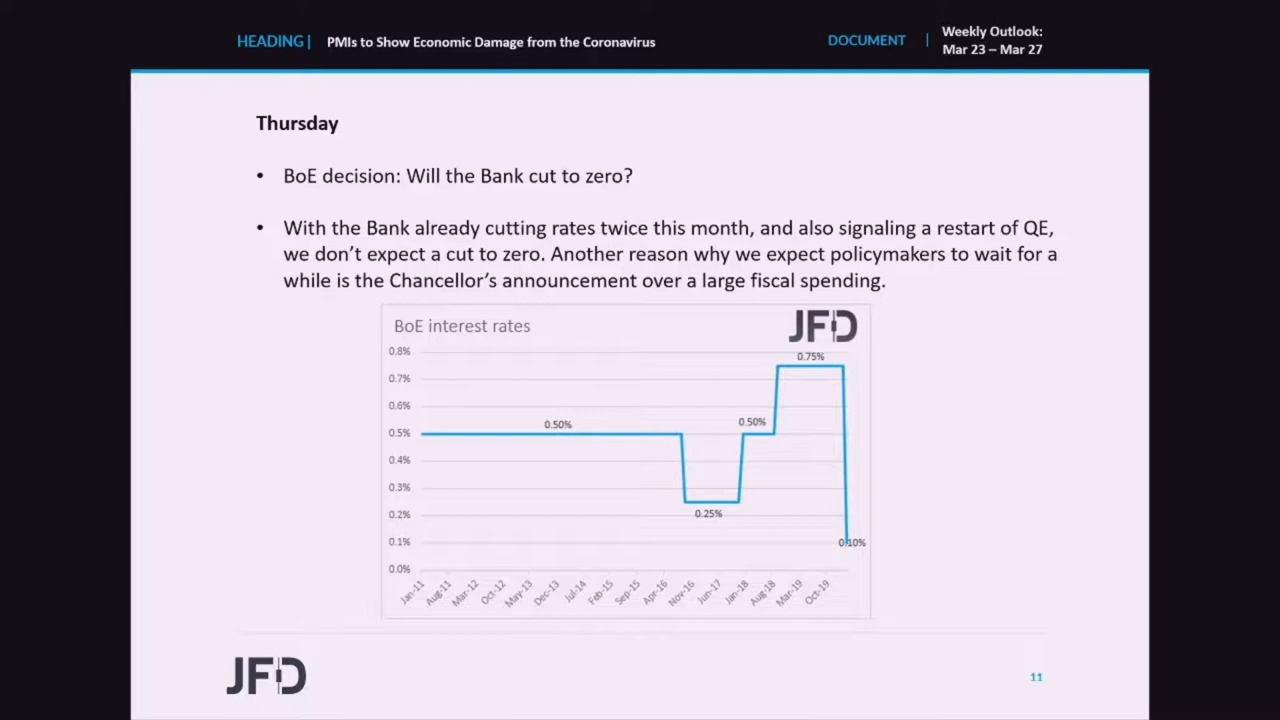 HEADING | PMIs to Show Economic Damage from the Coronavirus
DOCUMENT | Weekly Outlook:
Mar 23 – Mar 27
Thursday
• BoE decision: Will the Bank cut to zero?
• With the Bank already cutting rates twice this month, and also signaling a restart of QE,
we don't expect a cut to zero. Another reason why we expect policymakers to wait for a
while is the Chancellor's announcement over a large fiscal spending.
BoE interest rates
JFD
0.8%
0.7%
0.6%
0.5%
0.4%
0.3%
0.2%
0.1%
0.0%
0.50%
0.25%
0.50%
0.75%
0.10%
Jan-11
Aug-11
Mar-12
Oct-12
May-13
Dec-13
Jul-14
Feb-15
Sep-15
Apr-16
Nov-16
Jun-17
Jan-18
Aug-18
Mar-19
Oct-19
JFD
11